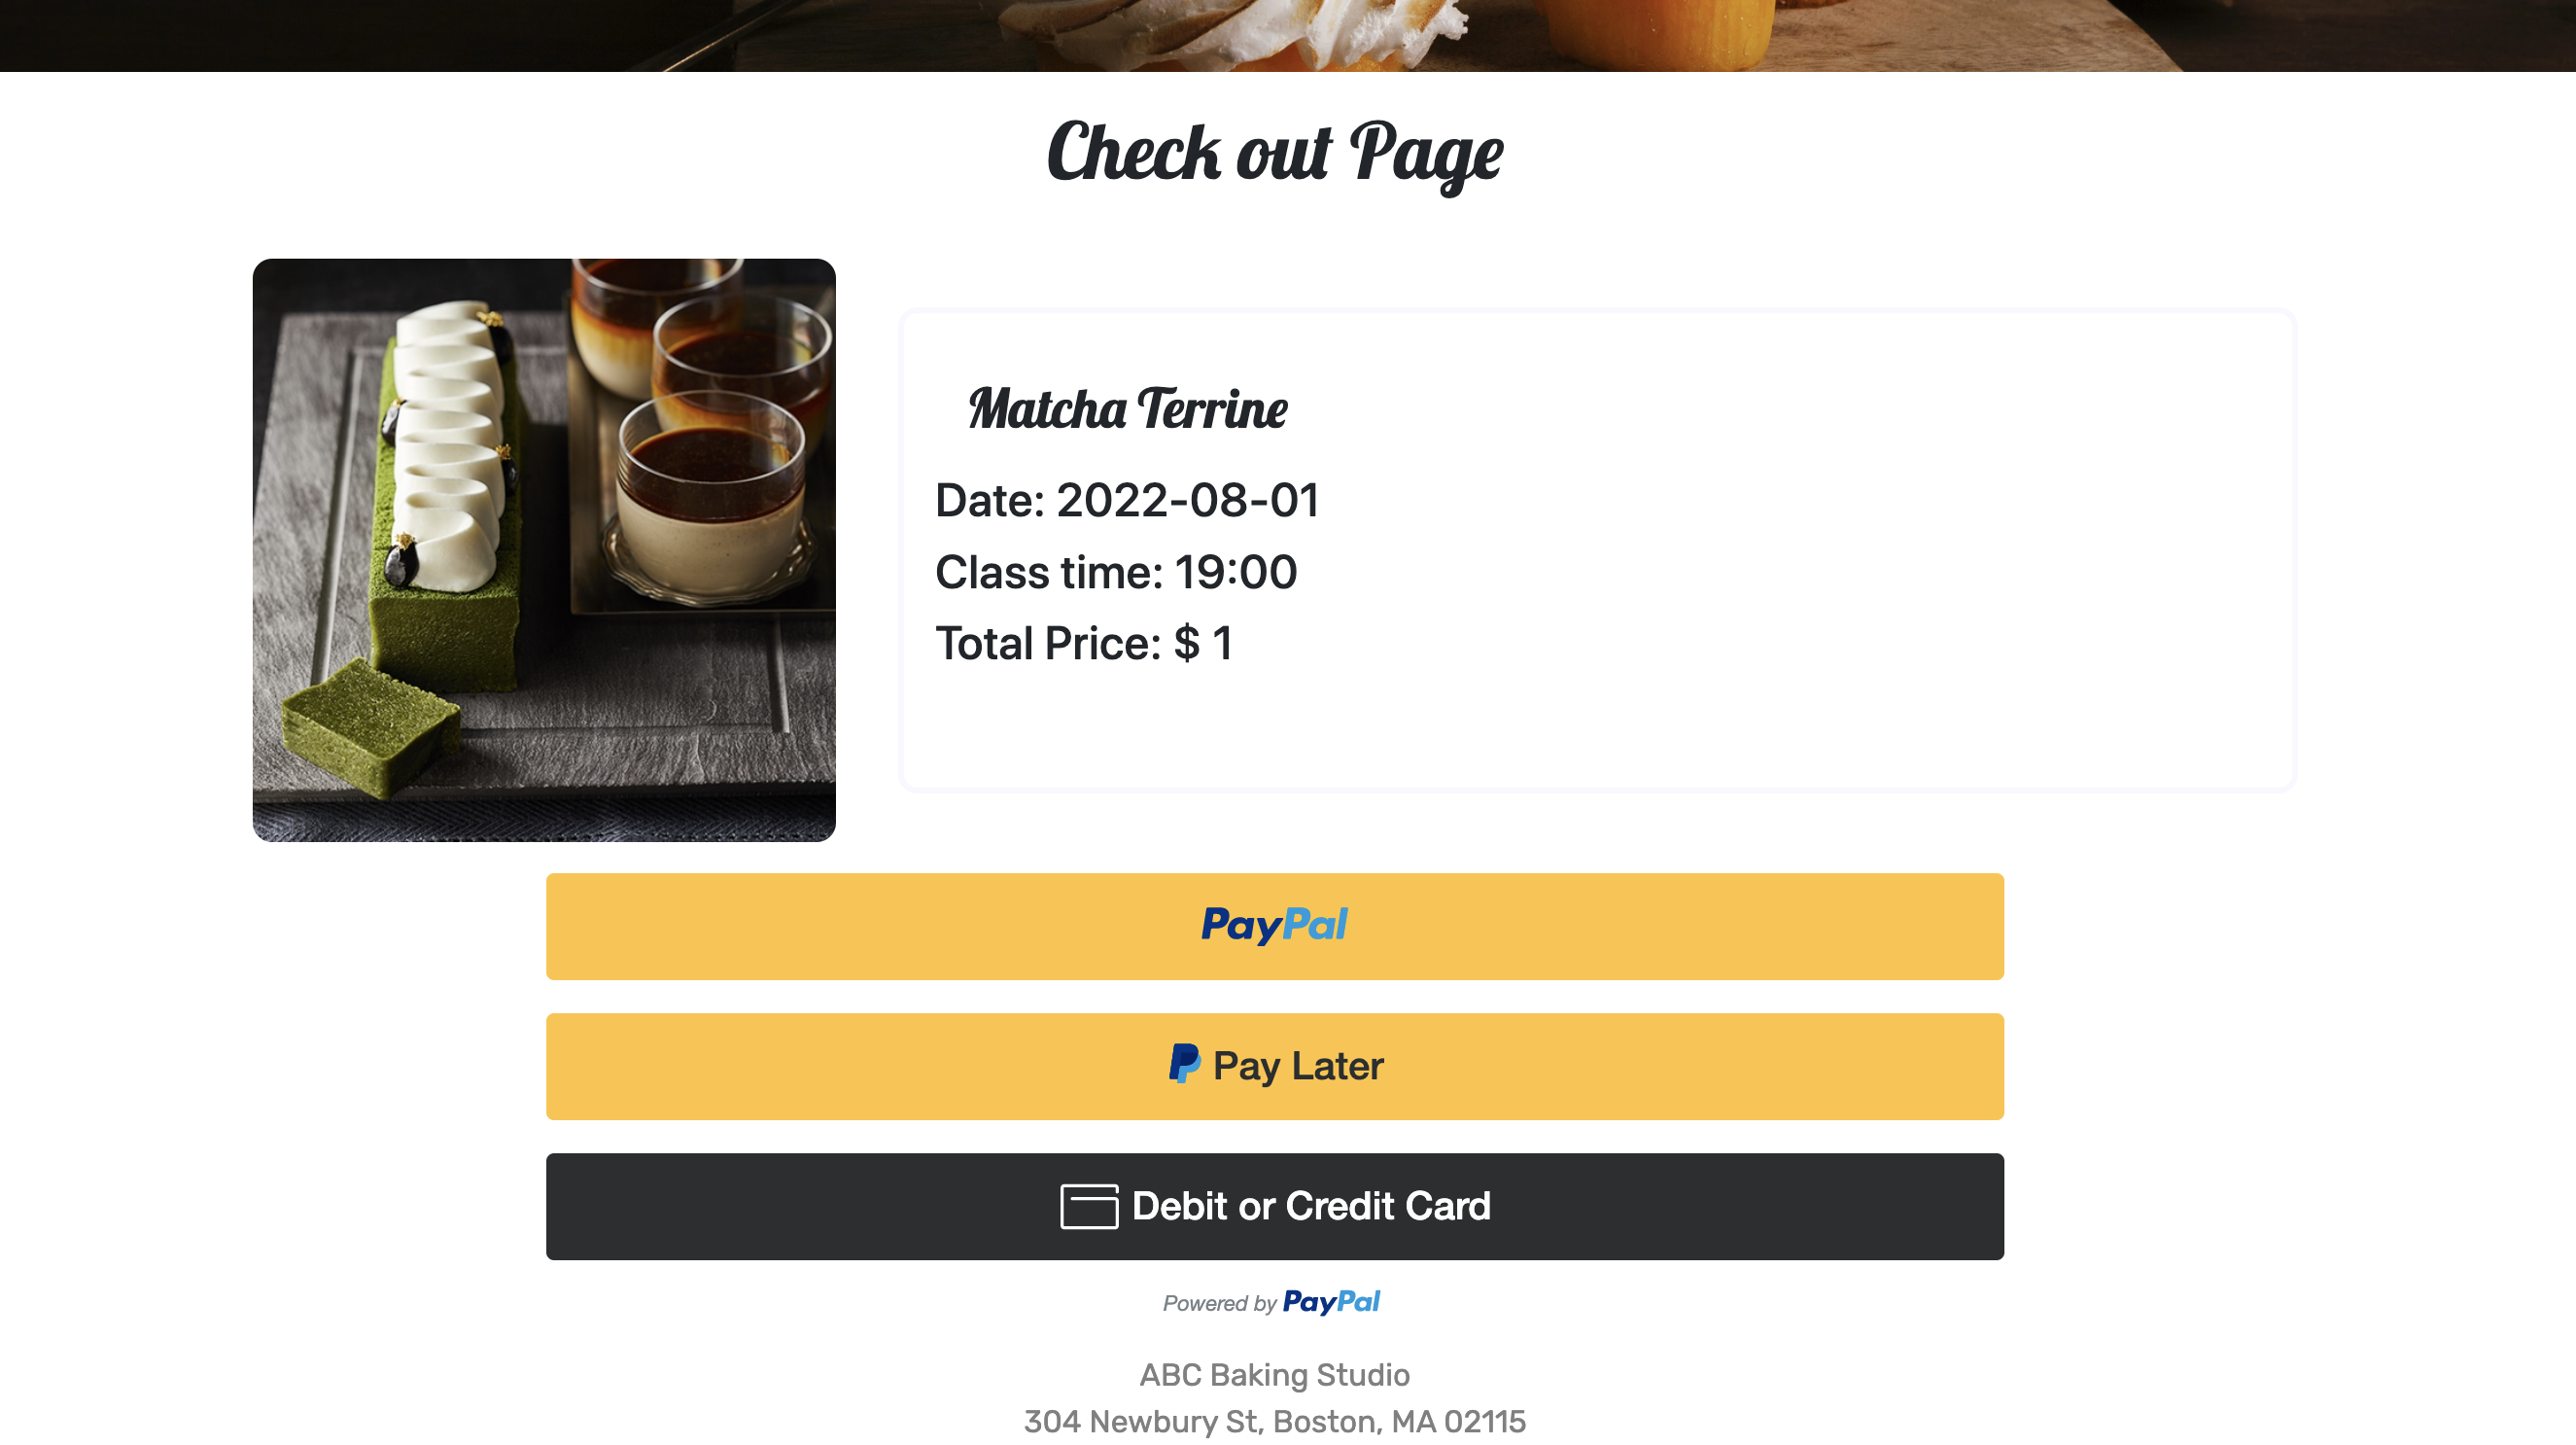 Check out Page
Matcha Terrine
Date: 2022-08-01
Class time: 19:00
Total Price: $ 1
PayPal
Pay Later
Debit or Credit Card
Powered by PayPal
ABC Baking Studio
304 Newbury St, Boston, MA 02115